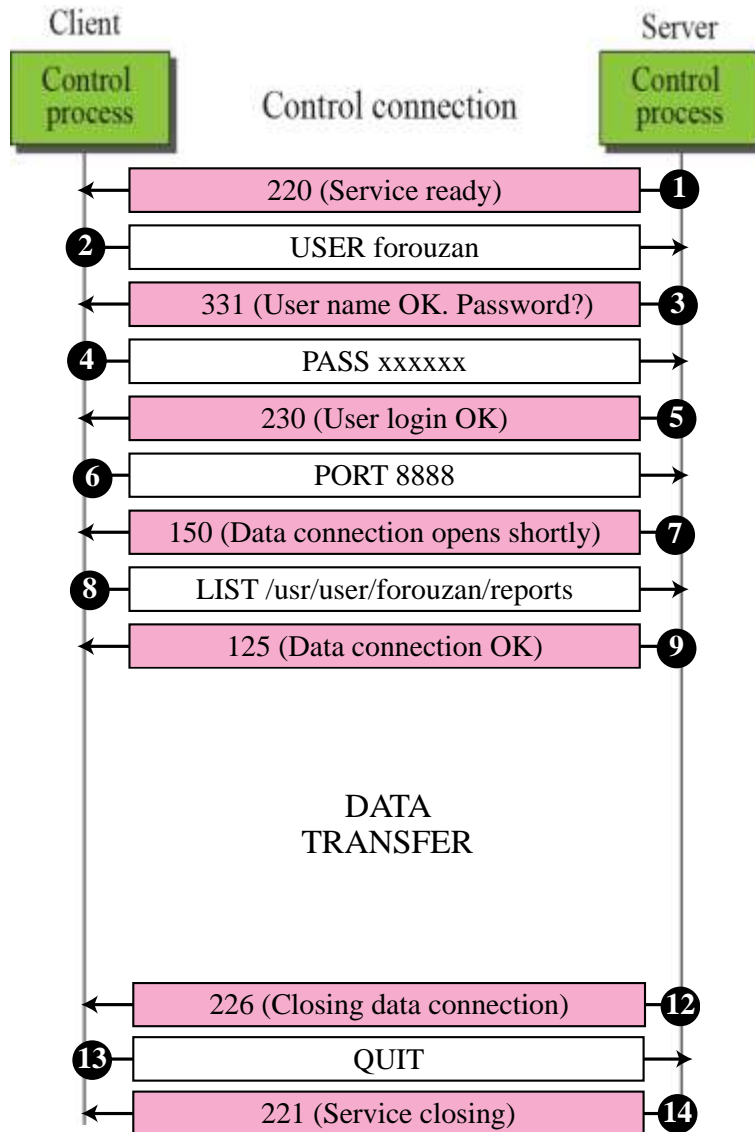 Client
Server
Control
process
Control connection
Control
process
220 (Service ready)
1
2
USER forouzan
331 (User name OK. Password?)
3
4
PASS xxxxxx
230 (User login OK)
5
6
PORT 8888
150 (Data connection opens shortly)
7
8
LIST /usr/user/forouzan/reports
125 (Data connection OK)
9
DATA
TRANSFER
226 (Closing data connection)
12
13
QUIT
221 (Service closing)
14